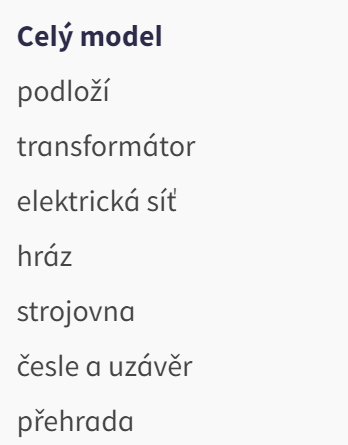 Celý model
podloží
transformátor
elektrická síť
hráz
strojovna
česle a uzávěr
přehrada